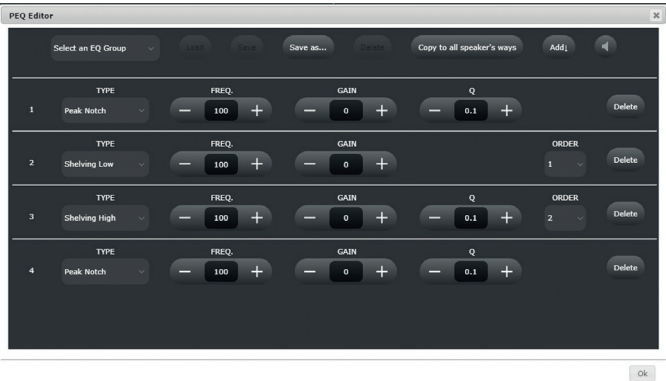 PEQ Editor
Select an EQ Group Load Save Save as... Delete Copy to all speaker's ways Add↓
TYPE FREQ. GAIN Q
1 Peak Notch — 100 + — 0 + — 0.1 + Delete
TYPE FREQ. GAIN ORDER
2 Shelving Low — 100 + — 0 + 1 Delete
TYPE FREQ. GAIN Q ORDER
3 Shelving High — 100 + — 0 + — 0.1 + 2 Delete
TYPE FREQ. GAIN Q
4 Peak Notch — 100 + — 0 + — 0.1 + Delete
Ok